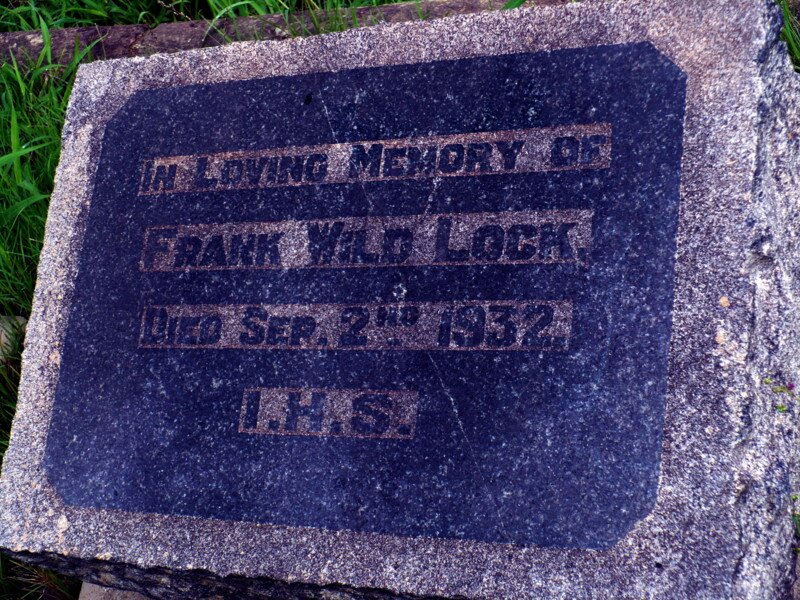 IN LOVING MEMORY OF
FRANK WILD LOCK.
DIED SEP. 2ND 1932.
I.H.S.